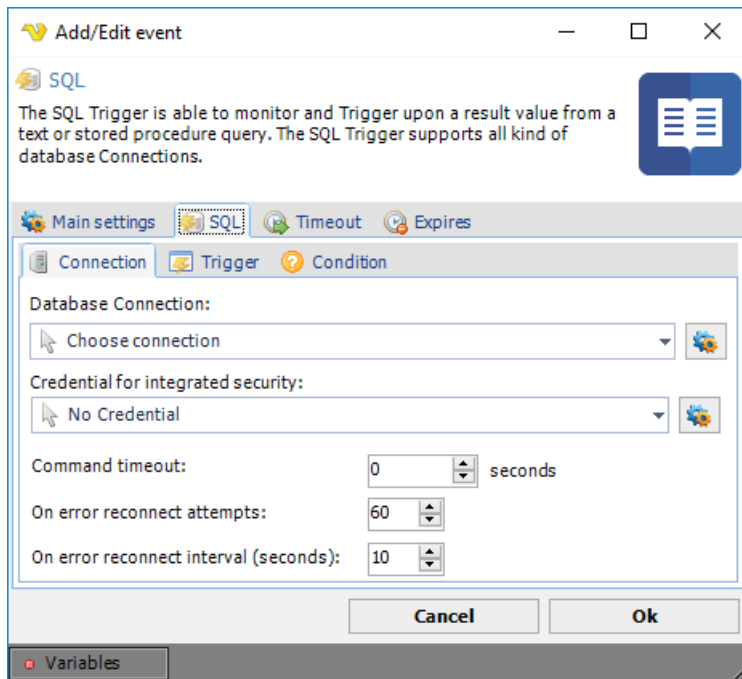 Add/Edit event
SQL
The SQL Trigger is able to monitor and Trigger upon a result value from a
text or stored procedure query. The SQL Trigger supports all kind of
database Connections.
Main settings SQL Timeout Expires
Connection Trigger Condition
Database Connection:
Choose connection
Credential for integrated security:
No Credential
Command timeout: 0 seconds
On error reconnect attempts: 60
On error reconnect interval (seconds): 10
Cancel Ok
Variables